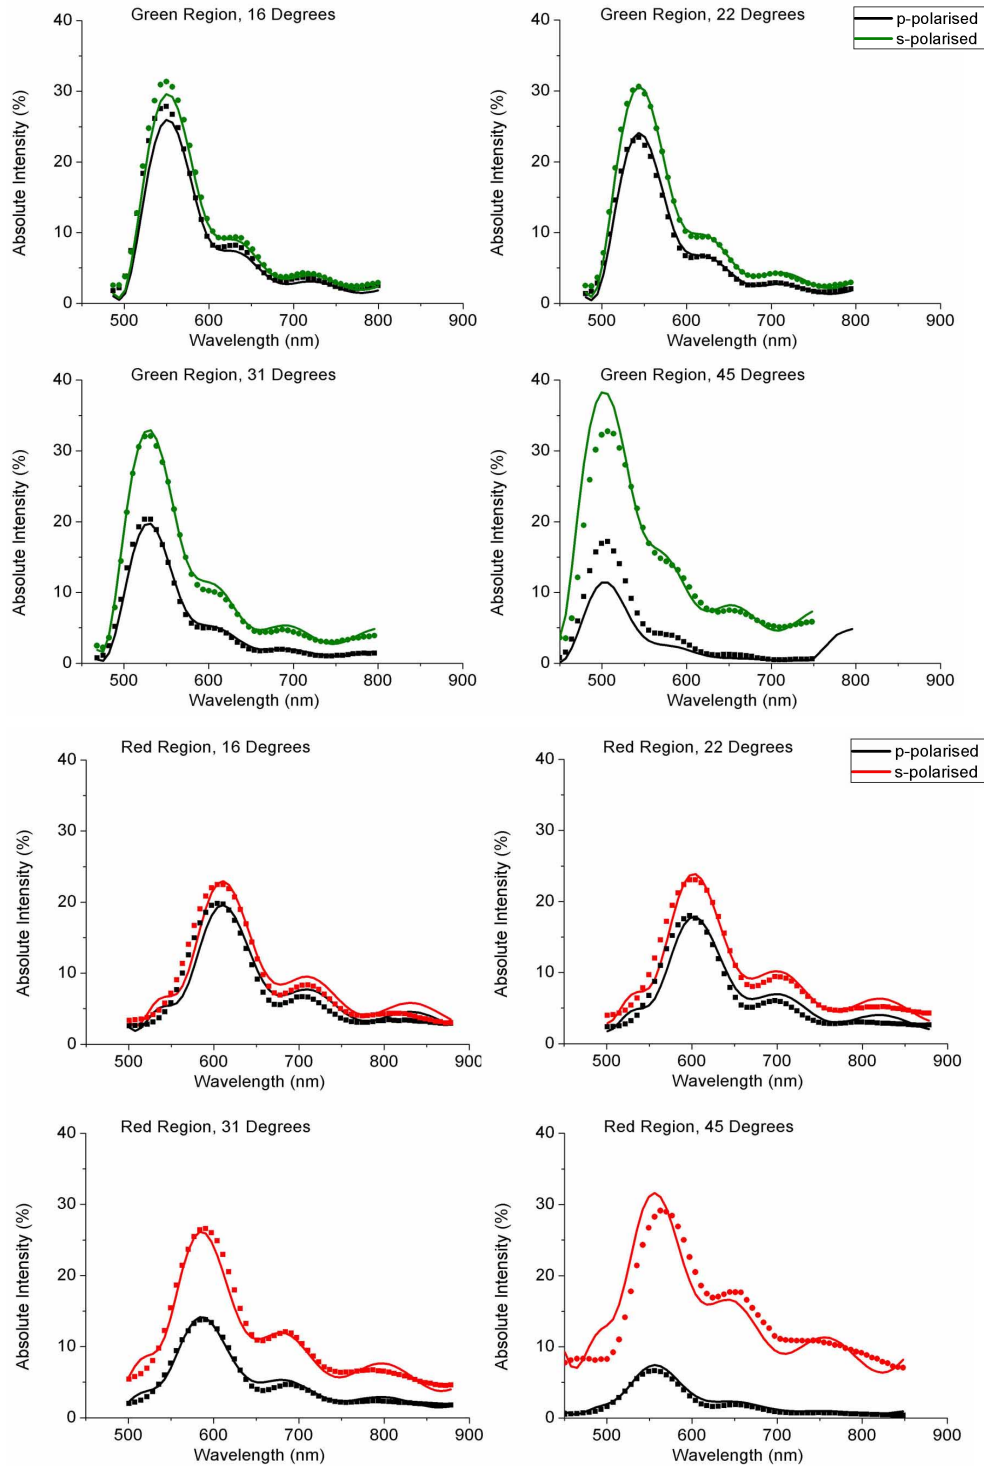 Green Region, 16 Degrees
40
30
20
10
0
500 600 700 800 900
Absolute Intensity (%)
Wavelength (nm)
Green Region, 22 Degrees
p-polarised
s-polarised
40
30
20
10
0
500 600 700 800 900
Absolute Intensity (%)
Wavelength (nm)
Green Region, 31 Degrees
40
30
20
10
0
500 600 700 800 900
Absolute Intensity (%)
Wavelength (nm)
Green Region, 45 Degrees
40
30
20
10
0
500 600 700 800 900
Absolute Intensity (%)
Wavelength (nm)
Red Region, 16 Degrees
40
30
20
10
0
500 600 700 800 900
Absolute Intensity (%)
Wavelength (nm)
Red Region, 22 Degrees
p-polarised
s-polarised
40
30
20
10
0
500 600 700 800 900
Absolute Intensity (%)
Wavelength (nm)
Red Region, 31 Degrees
40
30
20
10
0
500 600 700 800 900
Absolute Intensity (%)
Wavelength (nm)
Red Region, 45 Degrees
40
30
20
10
0
500 600 700 800 900
Absolute Intensity (%)
Wavelength (nm)